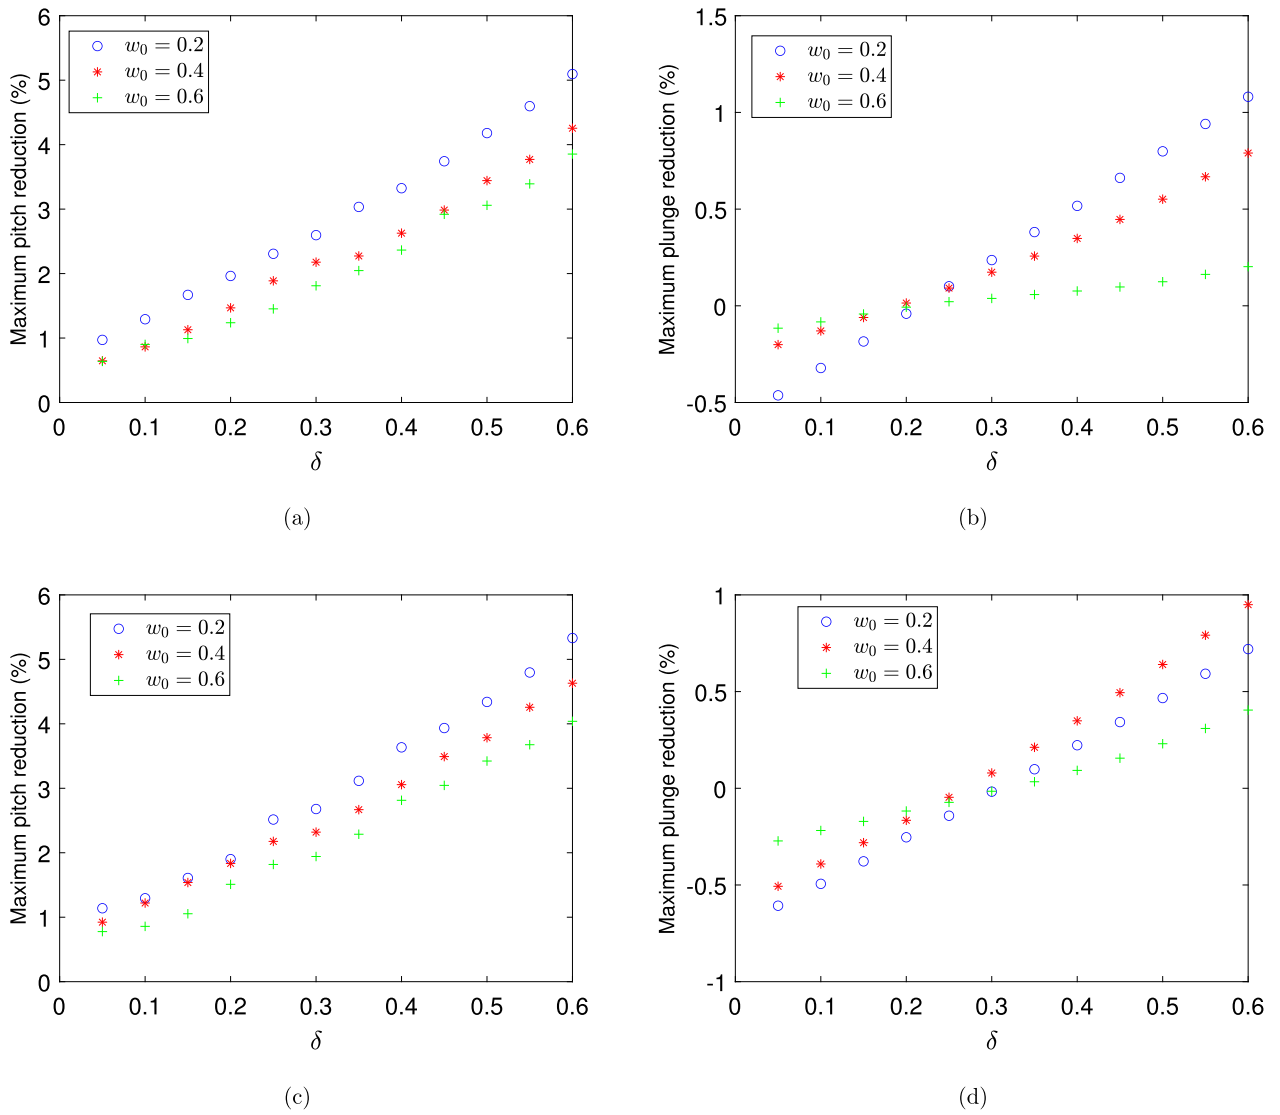 Maximum pitch reduction (%)
6
5
4
3
2
1
0
w₀ = 0.2
w₀ = 0.4
w₀ = 0.6
0 0.1 0.2 0.3 0.4 0.5 0.6
δ
(a)
Maximum plunge reduction (%)
1.5
1
0.5
0
-0.5
w₀ = 0.2
w₀ = 0.4
w₀ = 0.6
0 0.1 0.2 0.3 0.4 0.5 0.6
δ
(b)
Maximum pitch reduction (%)
6
5
4
3
2
1
0
w₀ = 0.2
w₀ = 0.4
w₀ = 0.6
0 0.1 0.2 0.3 0.4 0.5 0.6
δ
(c)
Maximum plunge reduction (%)
1
0.5
0
-0.5
-1
w₀ = 0.2
w₀ = 0.4
w₀ = 0.6
0 0.1 0.2 0.3 0.4 0.5 0.6
δ
(d)